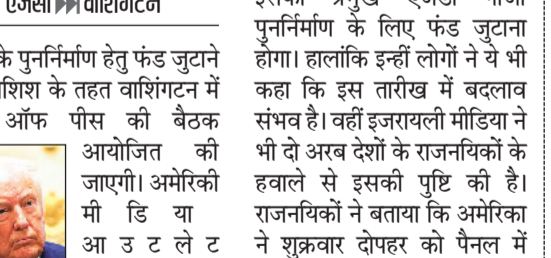 एजेंसी वाशिंगटन
के पुनर्निर्माण हेतु फंड जुटाने
शिश के तहत वाशिंगटन में
ऑफ पीस की बैठक
आयोजित की
जाएगी। अमेरिकी
मी डि या
आ उ ट ले ट
पुनर्निर्माण के लिए फंड जुटाना
होगा। हालांकि इन्हीं लोगों ने ये भी
कहा कि इस तारीख में बदलाव
संभव है। वहीं इजरायली मीडिया ने
भी दो अरब देशों के राजनयिकों के
हवाले से इसकी पुष्टि की है।
राजनयिकों ने बताया कि अमेरिका
ने शुक्रवार दोपहर को पैनल में